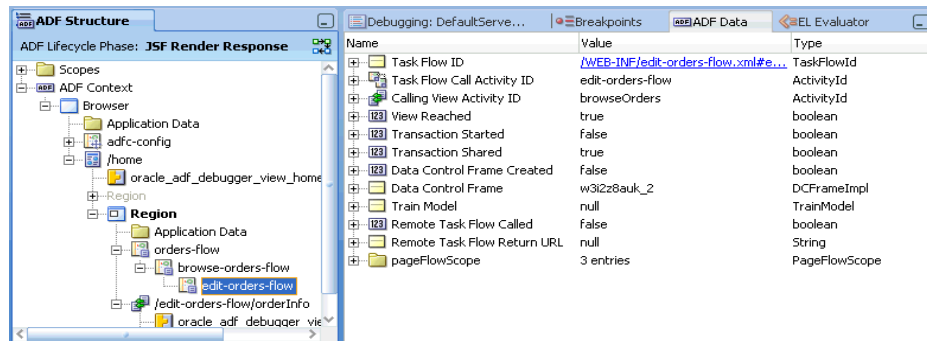 ADF Structure
ADF Lifecycle Phase: JSF Render Response
Scopes
ADF Context
Browser
Application Data
adfc-config
/home
oracle_adf_debugger_view_home
Region
Region
Application Data
orders-flow
browse-orders-flow
edit-orders-flow
/edit-orders-flow/orderInfo
oracle_adf_debugger_vie
Debugging: DefaultServe... Breakpoints ADF Data EL Evaluator
Name Value Type
Task Flow ID /WEB-INF/edit-orders-flow.xml#e... TaskFlowId
Task Flow Call Activity ID edit-orders-flow ActivityId
Calling View Activity ID browseOrders ActivityId
View Reached true boolean
Transaction Started false boolean
Transaction Shared true boolean
Data Control Frame Created false boolean
Data Control Frame w3i2z8auk_2 DCFrameImpl
Train Model null TrainModel
Remote Task Flow Called false boolean
Remote Task Flow Return URL null String
pageFlowScope 3 entries PageFlowScope